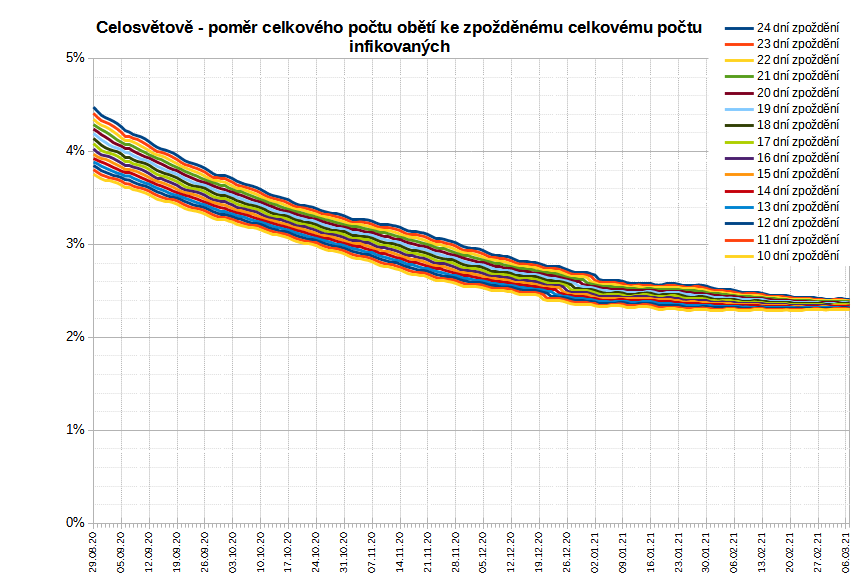 Celosvětově - poměr celkového počtu obětí ke zpožděnému celkovému počtu
infikovaných
24 dní zpoždění
23 dní zpoždění
22 dní zpoždění
21 dní zpoždění
20 dní zpoždění
19 dní zpoždění
18 dní zpoždění
17 dní zpoždění
16 dní zpoždění
15 dní zpoždění
14 dní zpoždění
13 dní zpoždění
12 dní zpoždění
11 dní zpoždění
10 dní zpoždění
5%
4%
3%
2%
1%
0%
29.08.20
05.09.20
12.09.20
19.09.20
26.09.20
03.10.20
10.10.20
17.10.20
24.10.20
31.10.20
07.11.20
14.11.20
21.11.20
28.11.20
05.12.20
12.12.20
19.12.20
26.12.20
02.01.21
09.01.21
16.01.21
23.01.21
30.01.21
06.02.21
13.02.21
20.02.21
27.02.21
06.03.21